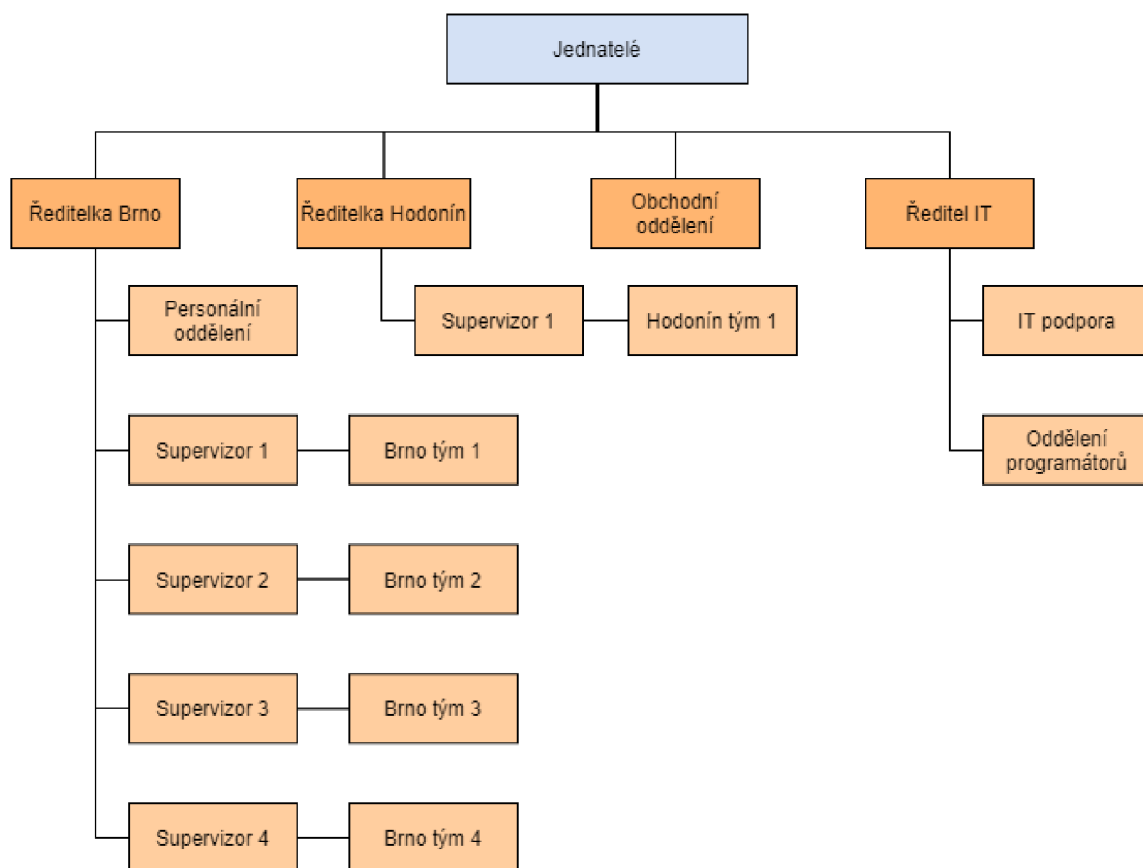 Jednatelé
Ředitelka Brno
Ředitelka Hodonín
Obchodní
oddělení
Ředitel IT
Personální
oddělení
Supervizor 1
Hodonín tým 1
IT podpora
Supervizor 1
Brno tým 1
Oddělení
programátorů
Supervizor 2
Brno tým 2
Supervizor 3
Brno tým 3
Supervizor 4
Brno tým 4